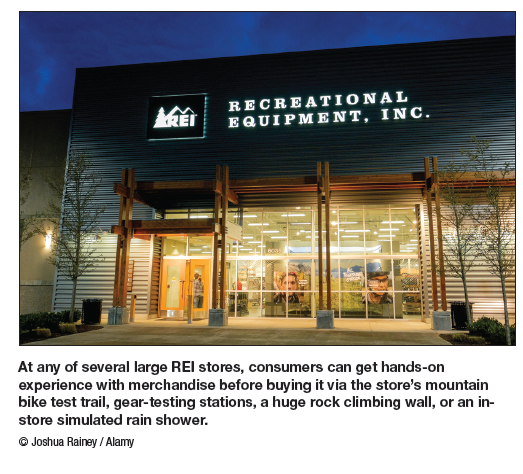 REI
RECREATIONAL
EQUIPMENT, INC.
At any of several large REI stores, consumers can get hands-on
experience with merchandise before buying it via the store's mountain
bike test trail, gear-testing stations, a huge rock climbing wall, or an in-
store simulated rain shower.
© Joshua Rainey / Alamy